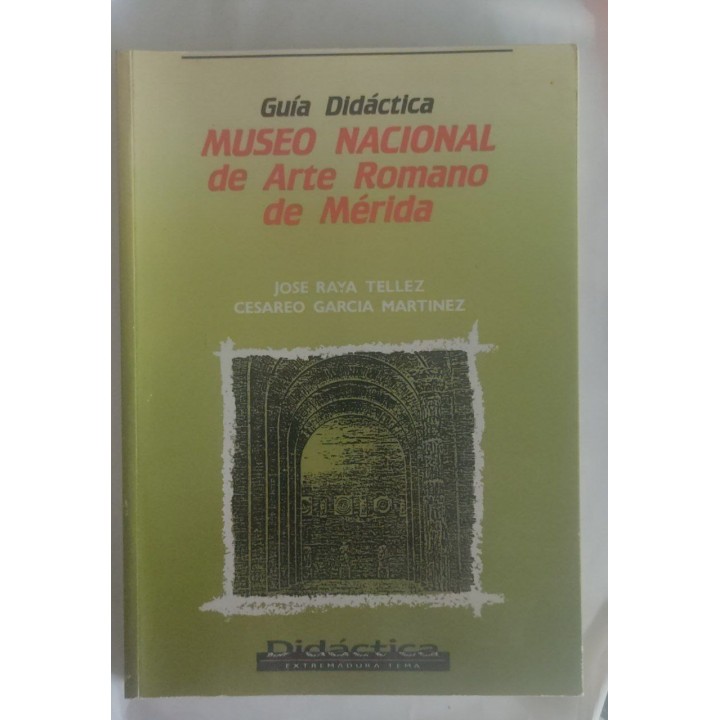 Guía Didáctica
MUSEO NACIONAL
de Arte Romano
de Mérida
JOSE RAYA TELLEZ
CESAREO GARCIA MARTINEZ
Didáctica
EXTREMADURA TEMA